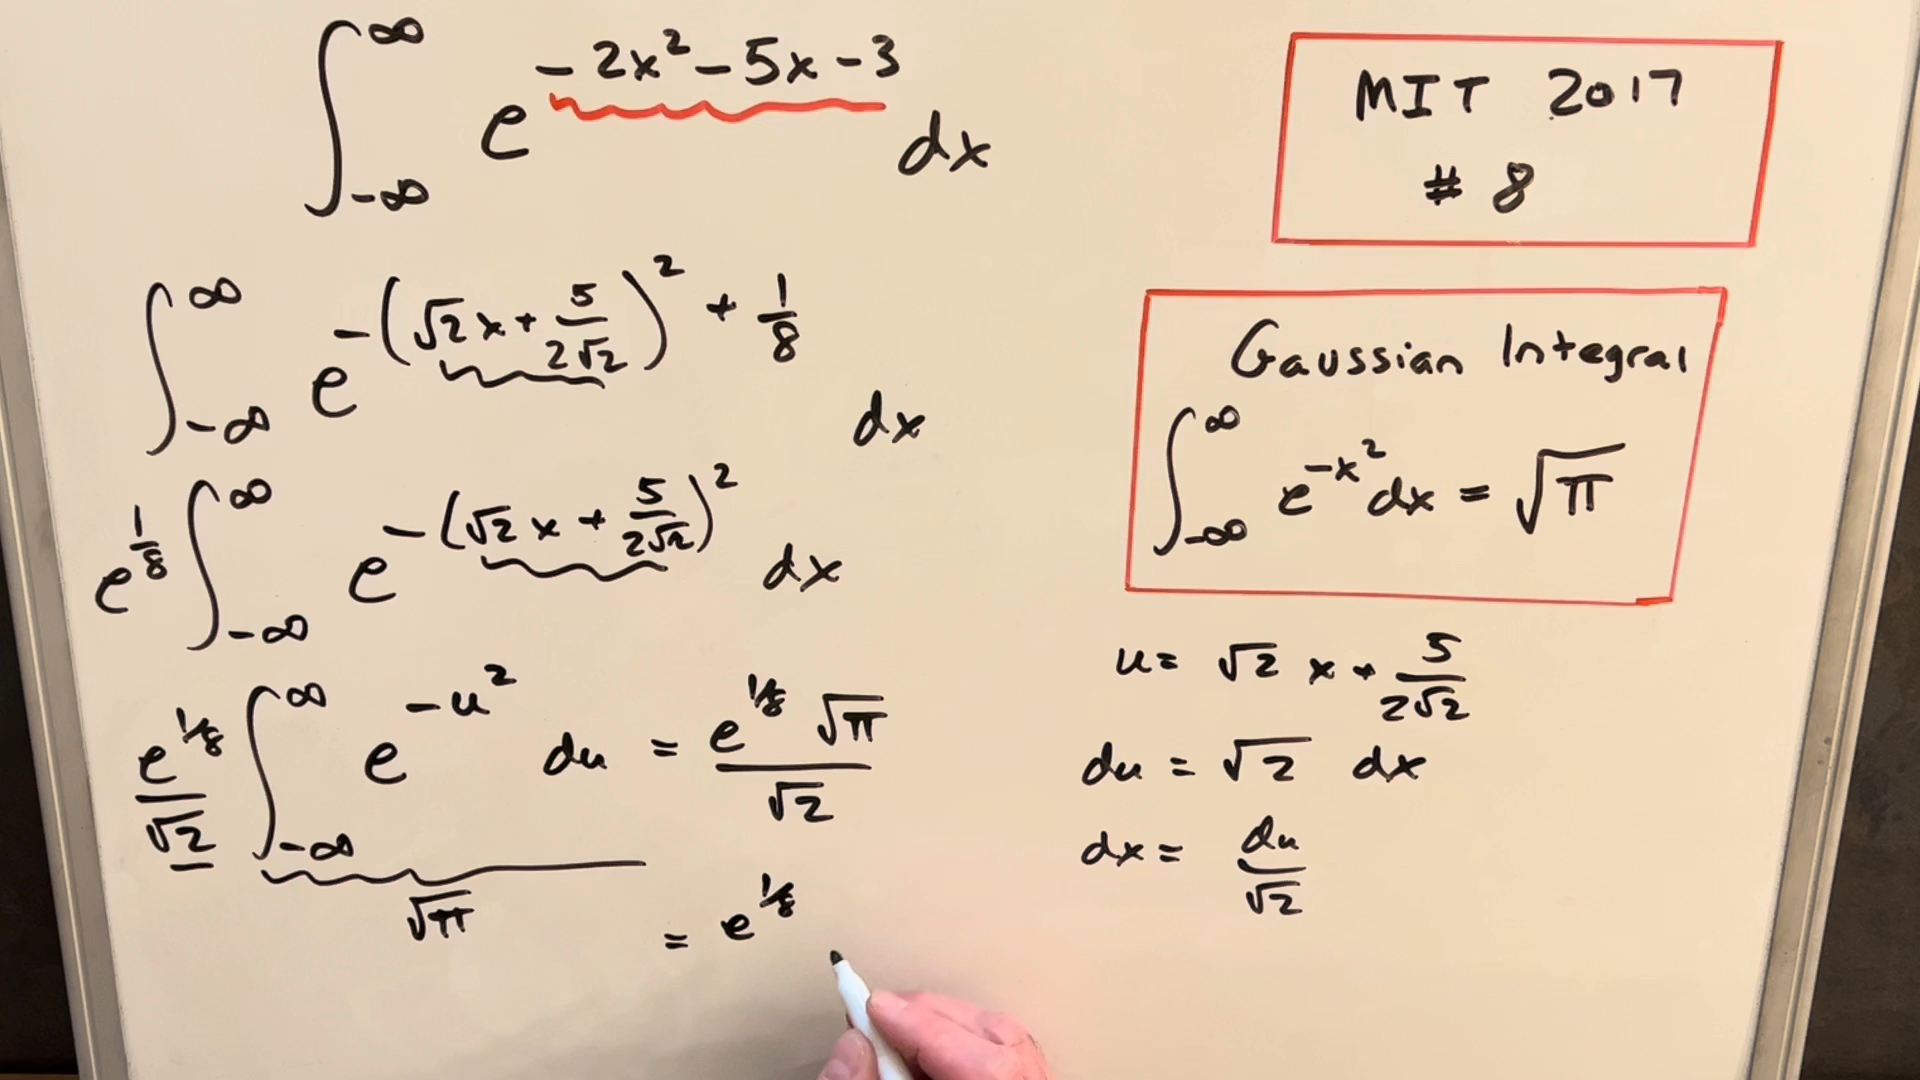 ∫_{-∞}^{∞} e^{-2x²-5x-3} dx
MIT 2017
# 8
∫_{-∞}^{∞} e^{-(√2x+5/(2√2))²+1/8} dx
e^{1/8} ∫_{-∞}^{∞} e^{-(√2x+5/(2√2))²} dx
Gaussian Integral
∫_{-∞}^{∞} e^{-x²}dx = √π
e^{1/8}/√2 ∫_{-∞}^{∞} e^{-u²} du = e^{1/8}√π/√2
√π
= e^{1/8}
u= √2 x+5/(2√2)
du = √2 dx
dx = du/√2